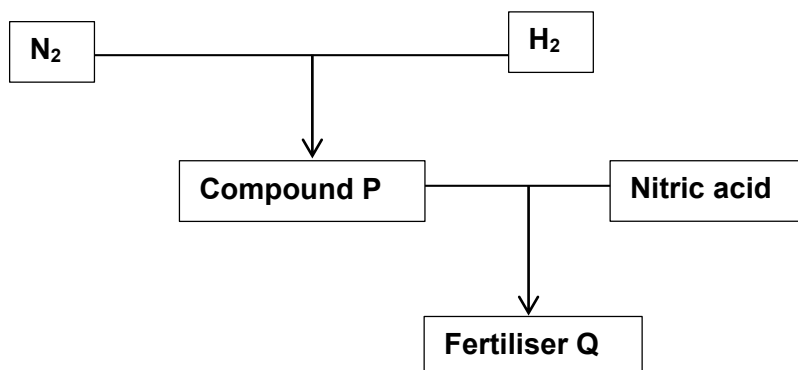 N₂
H₂
Compound P
Nitric acid
Fertiliser Q